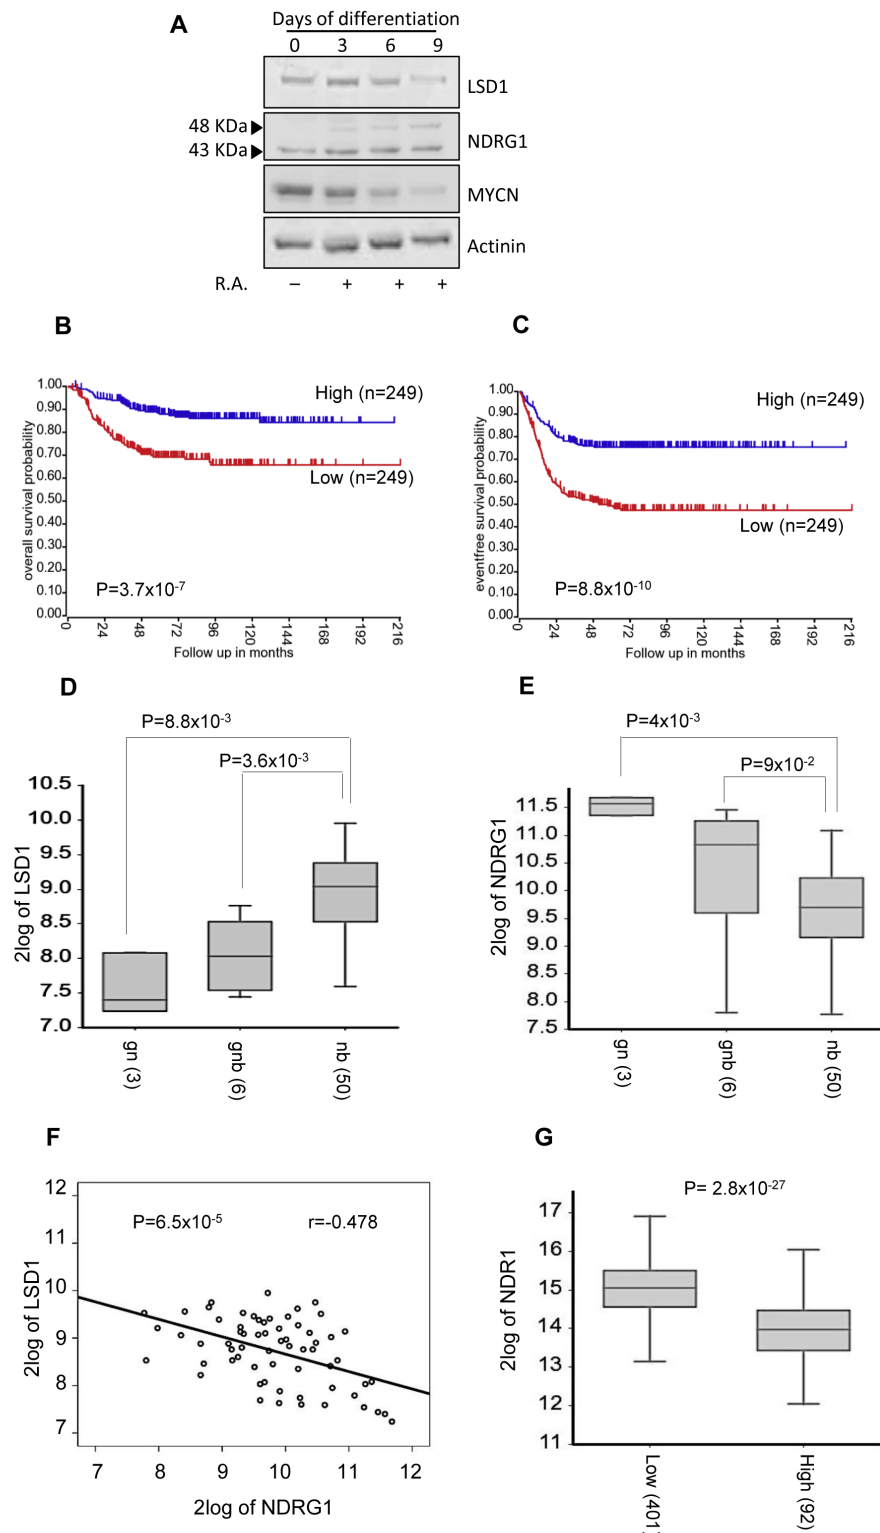 A
Days of differentiation
0 3 6 9
LSD1
48 KDa
NDRG1
43 KDa
MYCN
Actinin
R.A. – + + +
B
1.00
0.90
0.80
0.70
0.60
0.50
0.40
0.30
0.20
0.10
0.00
overall survival probability
High (n=249)
Low (n=249)
P=3.7x10-7
0 24 48 72 96 120 144 168 192 216
Follow up in months
C
1.00
0.90
0.80
0.70
0.60
0.50
0.40
0.30
0.20
0.10
0.00
eventfree survival probability
High (n=249)
Low (n=249)
P=8.8x10-10
0 24 48 72 96 120 144 168 192 216
Follow up in months
D
P=8.8x10-3
P=3.6x10-3
10.5
10.0
9.5
9.0
8.5
8.0
7.5
7.0
2log of LSD1
gn (3) gnb (6) nb (50)
E
P=4x10-3
P=9x10-2
11.5
11.0
10.5
10.0
9.5
9.0
8.5
8.0
7.5
2log of NDRG1
gn (3) gnb (6) nb (50)
F
12
11
10
9
8
7
2log of LSD1
P=6.5x10-5 r=-0.478
7 8 9 10 11 12
2log of NDRG1
G
P= 2.8x10-27
17
16
15
14
13
12
11
2log of NDR1
Low (401) High (92)